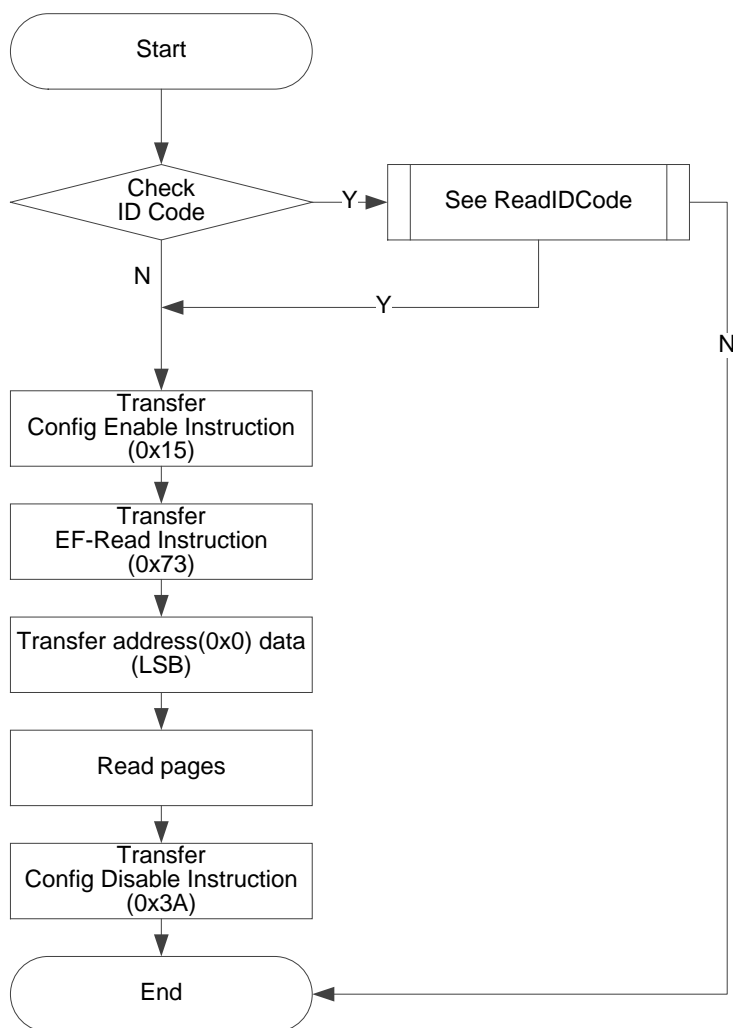 Start
Check
ID Code
Y
See ReadIDCode
N
Y
N
Transfer
Config Enable Instruction
(0x15)
Transfer
EF-Read Instruction
(0x73)
Transfer address(0x0) data
(LSB)
Read pages
Transfer
Config Disable Instruction
(0x3A)
End